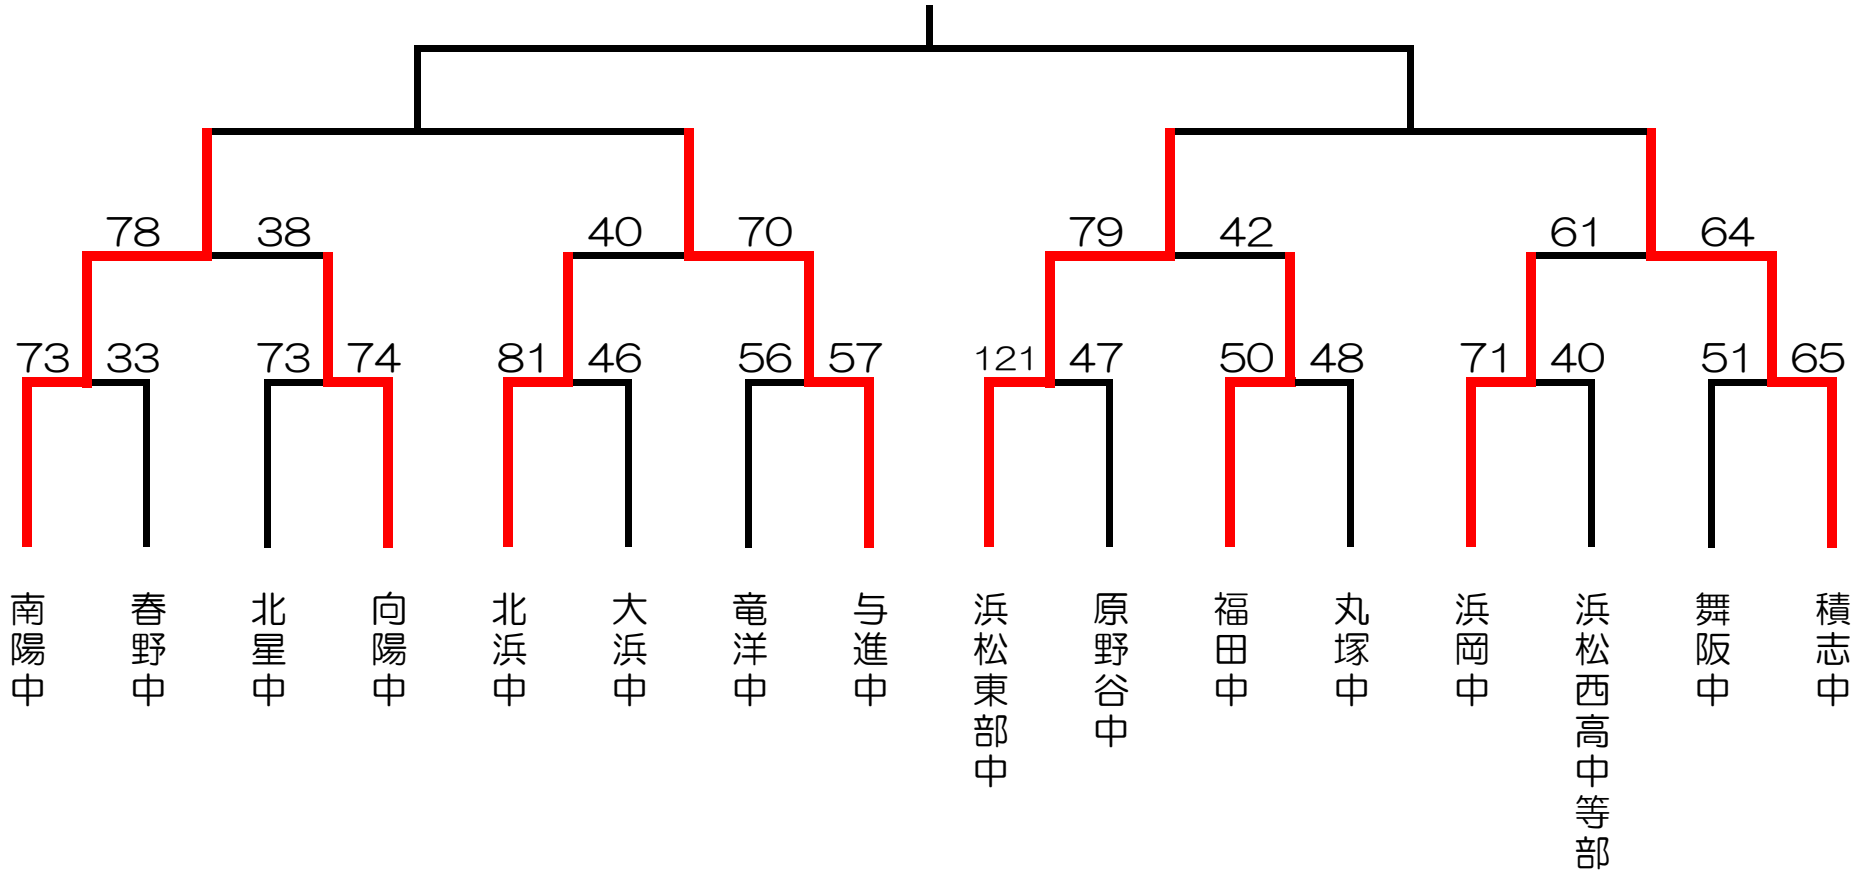 78 38 40 70 79 42 61 64
73 33 73 74 81 46 56 57 121 47 50 48 71 40 51 65
南陽中
春野中
北星中
向陽中
北浜中
大浜中
竜洋中
与進中
浜松東部中
原野谷中
福田中
丸塚中
浜岡中
浜松西高中等部
舞阪中
積志中